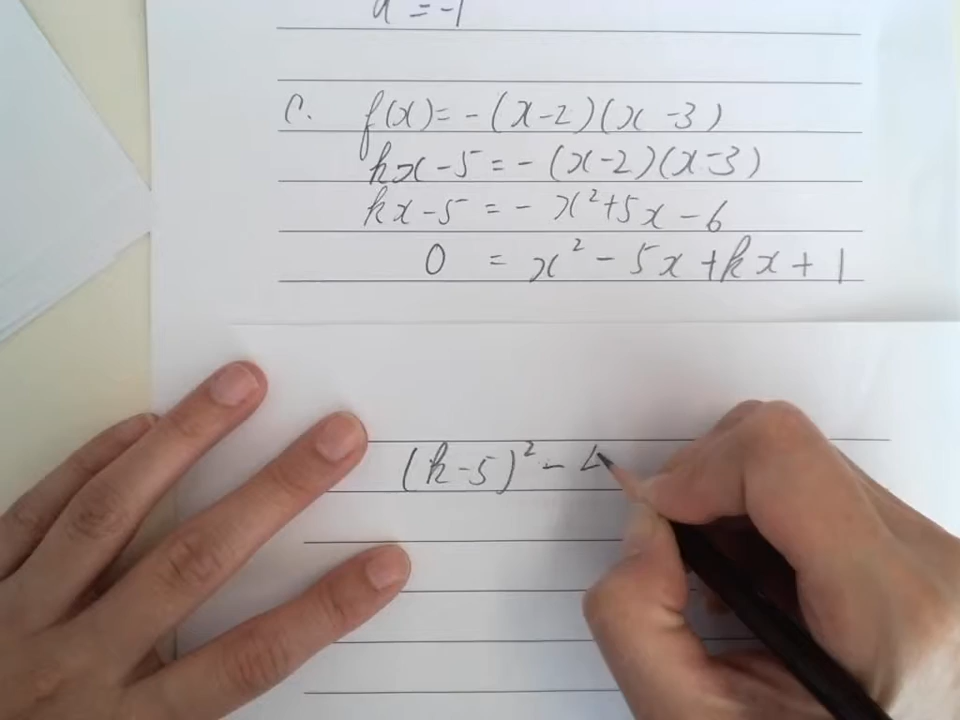 a = -1
c. f(x) = - (x-2)(x-3)
kx - 5 = - (x-2)(x-3)
kx - 5 = - x² + 5x - 6
0 = x² - 5x + kx + 1
(k-5)² - 4